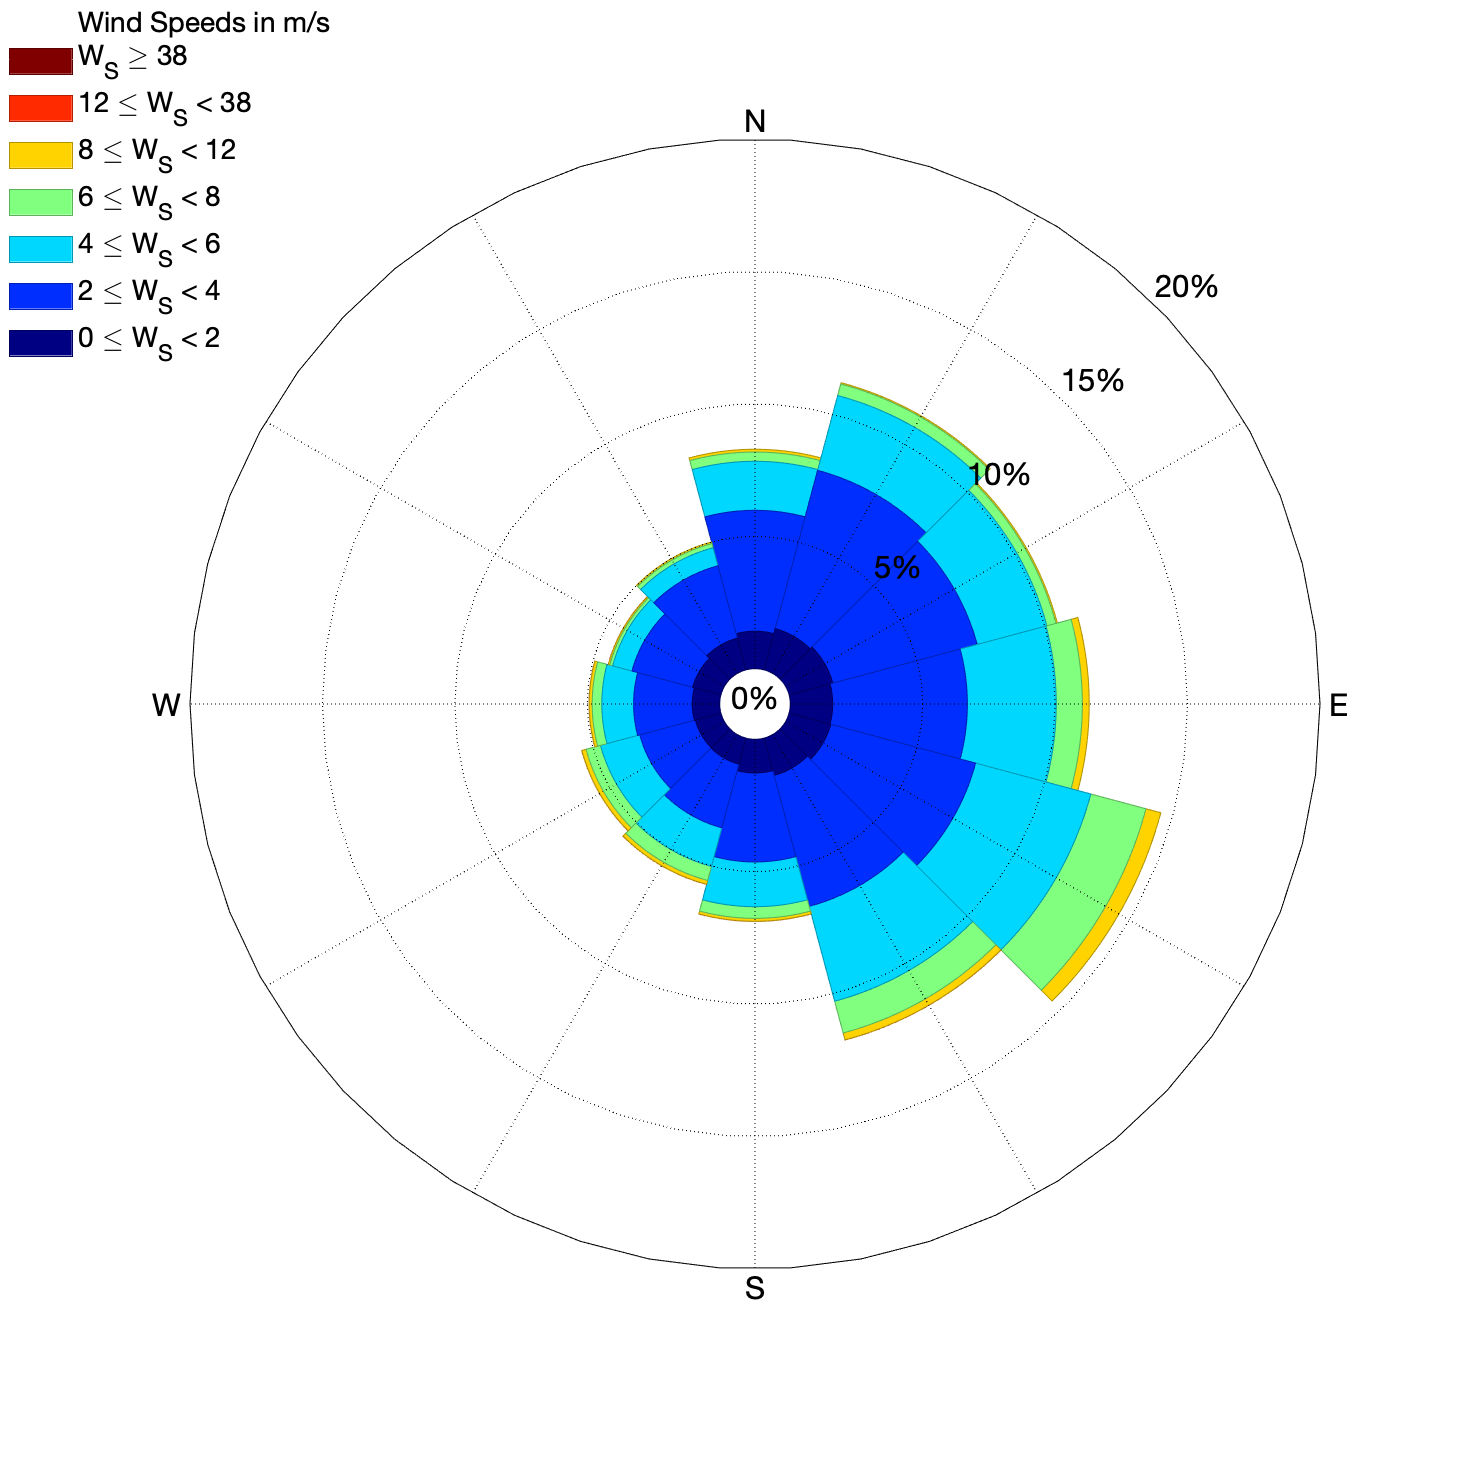 Wind Speeds in m/s
W_S ≥ 38
12 ≤ W_S < 38
8 ≤ W_S < 12
6 ≤ W_S < 8
4 ≤ W_S < 6
2 ≤ W_S < 4
0 ≤ W_S < 2
N
20%
15%
10%
5%
W
0%
E
S